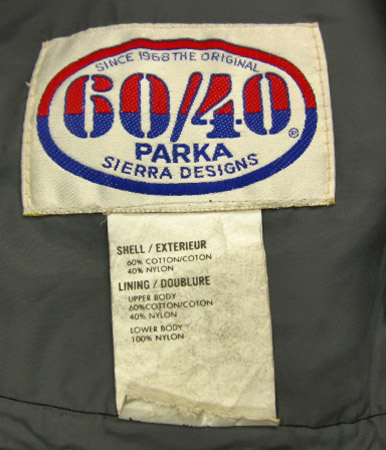 SINCE 1968 THE ORIGINAL
60/40
®
PARKA
SIERRA DESIGNS
SHELL / EXTERIEUR
60% COTTON/COTON
40% NYLON
LINING / DOUBLURE
UPPER BODY
60% COTTON/COTON
40% NYLON
LOWER BODY
100% NYLON